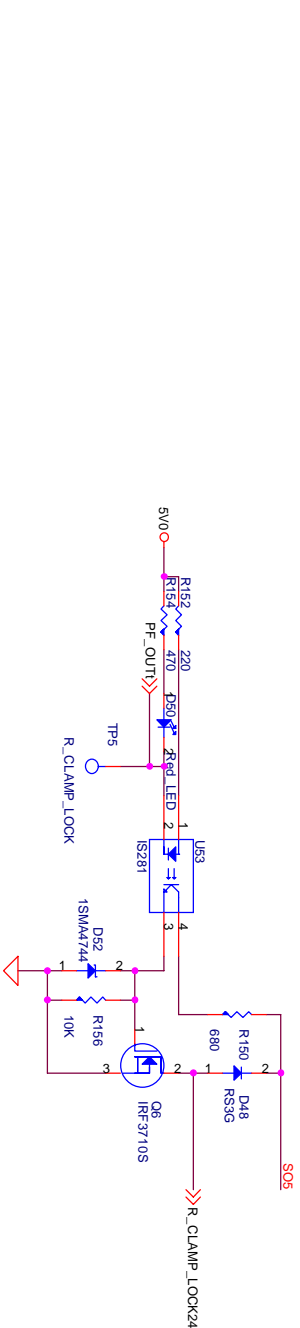 5V0
R152
R154
220
470
PF_OUTt
1
D50
2
Red_LED
TP5
R_CLAMP_LOCK
2
1
U53
IS281
3
4
D52
1SMA4744
1
2
R156
10K
R150
680
1
3
2
Q6
IRF3710S
1
2
D48
RS3G
SO5
R_CLAMP_LOCK24